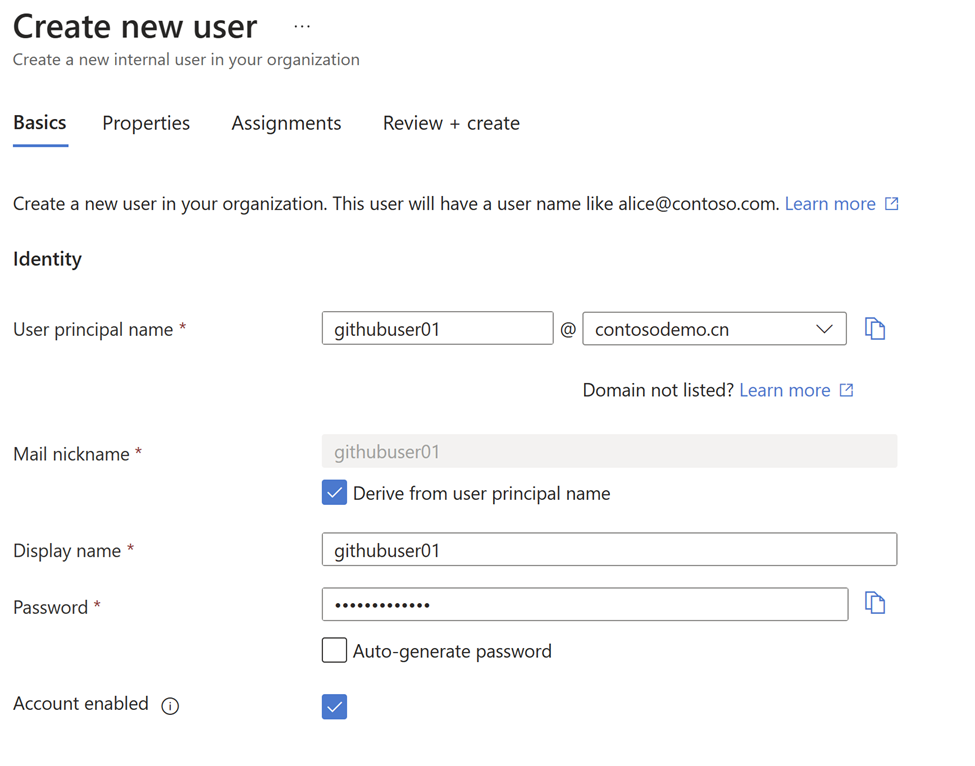 Create new user ...
Create a new internal user in your organization
Basics Properties Assignments Review + create
Create a new user in your organization. This user will have a user name like alice@contoso.com. Learn more
Identity
User principal name * githubuser01 @ contosodemo.cn
Domain not listed? Learn more
Mail nickname * githubuser01
Derive from user principal name
Display name * githubuser01
Password * •••••••••••••
Auto-generate password
Account enabled